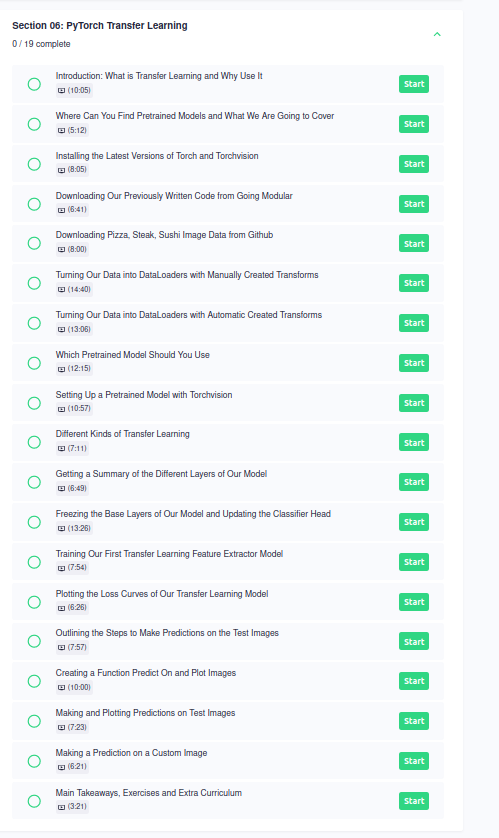 Section 06: PyTorch Transfer Learning
0 / 19 complete
Introduction: What is Transfer Learning and Why Use It
(10:05)
Start
Where Can You Find Pretrained Models and What We Are Going to Cover
(5:12)
Start
Installing the Latest Versions of Torch and Torchvision
(8:05)
Start
Downloading Our Previously Written Code from Going Modular
(6:41)
Start
Downloading Pizza, Steak, Sushi Image Data from Github
(8:00)
Start
Turning Our Data into DataLoaders with Manually Created Transforms
(14:40)
Start
Turning Our Data into DataLoaders with Automatic Created Transforms
(13:06)
Start
Which Pretrained Model Should You Use
(12:15)
Start
Setting Up a Pretrained Model with Torchvision
(10:57)
Start
Different Kinds of Transfer Learning
(7:11)
Start
Getting a Summary of the Different Layers of Our Model
(6:49)
Start
Freezing the Base Layers of Our Model and Updating the Classifier Head
(13:26)
Start
Training Our First Transfer Learning Feature Extractor Model
(7:54)
Start
Plotting the Loss Curves of Our Transfer Learning Model
(6:26)
Start
Outlining the Steps to Make Predictions on the Test Images
(7:57)
Start
Creating a Function Predict On and Plot Images
(10:00)
Start
Making and Plotting Predictions on Test Images
(7:23)
Start
Making a Prediction on a Custom Image
(6:21)
Start
Main Takeaways, Exercises and Extra Curriculum
(3:21)
Start